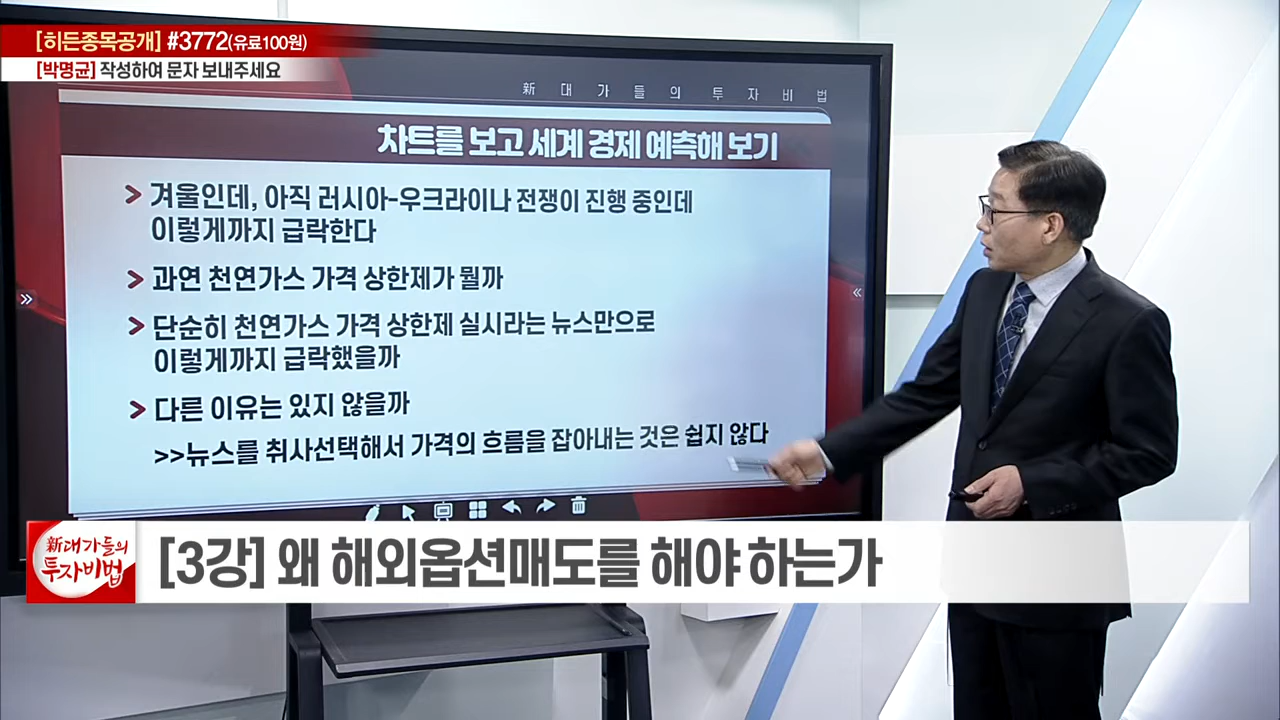 [히든종목공개] #3772(유료100원)
[박명균] 작성하여 문자 보내주세요
新 대 가 들 의 투 자 비 법
차트를 보고 세계 경제 예측해 보기
> 겨울인데, 아직 러시아-우크라이나 전쟁이 진행 중인데
이렇게까지 급락한다
> 과연 천연가스 가격 상한제가 뭘까
> 단순히 천연가스 가격 상한제 실시라는 뉴스만으로
이렇게까지 급락했을까
> 다른 이유는 있지 않을까
>>뉴스를 취사선택해서 가격의 흐름을 잡아내는 것은 쉽지 않다
新대가들의
투자비법
[3강] 왜 해외옵션매도를 해야 하는가